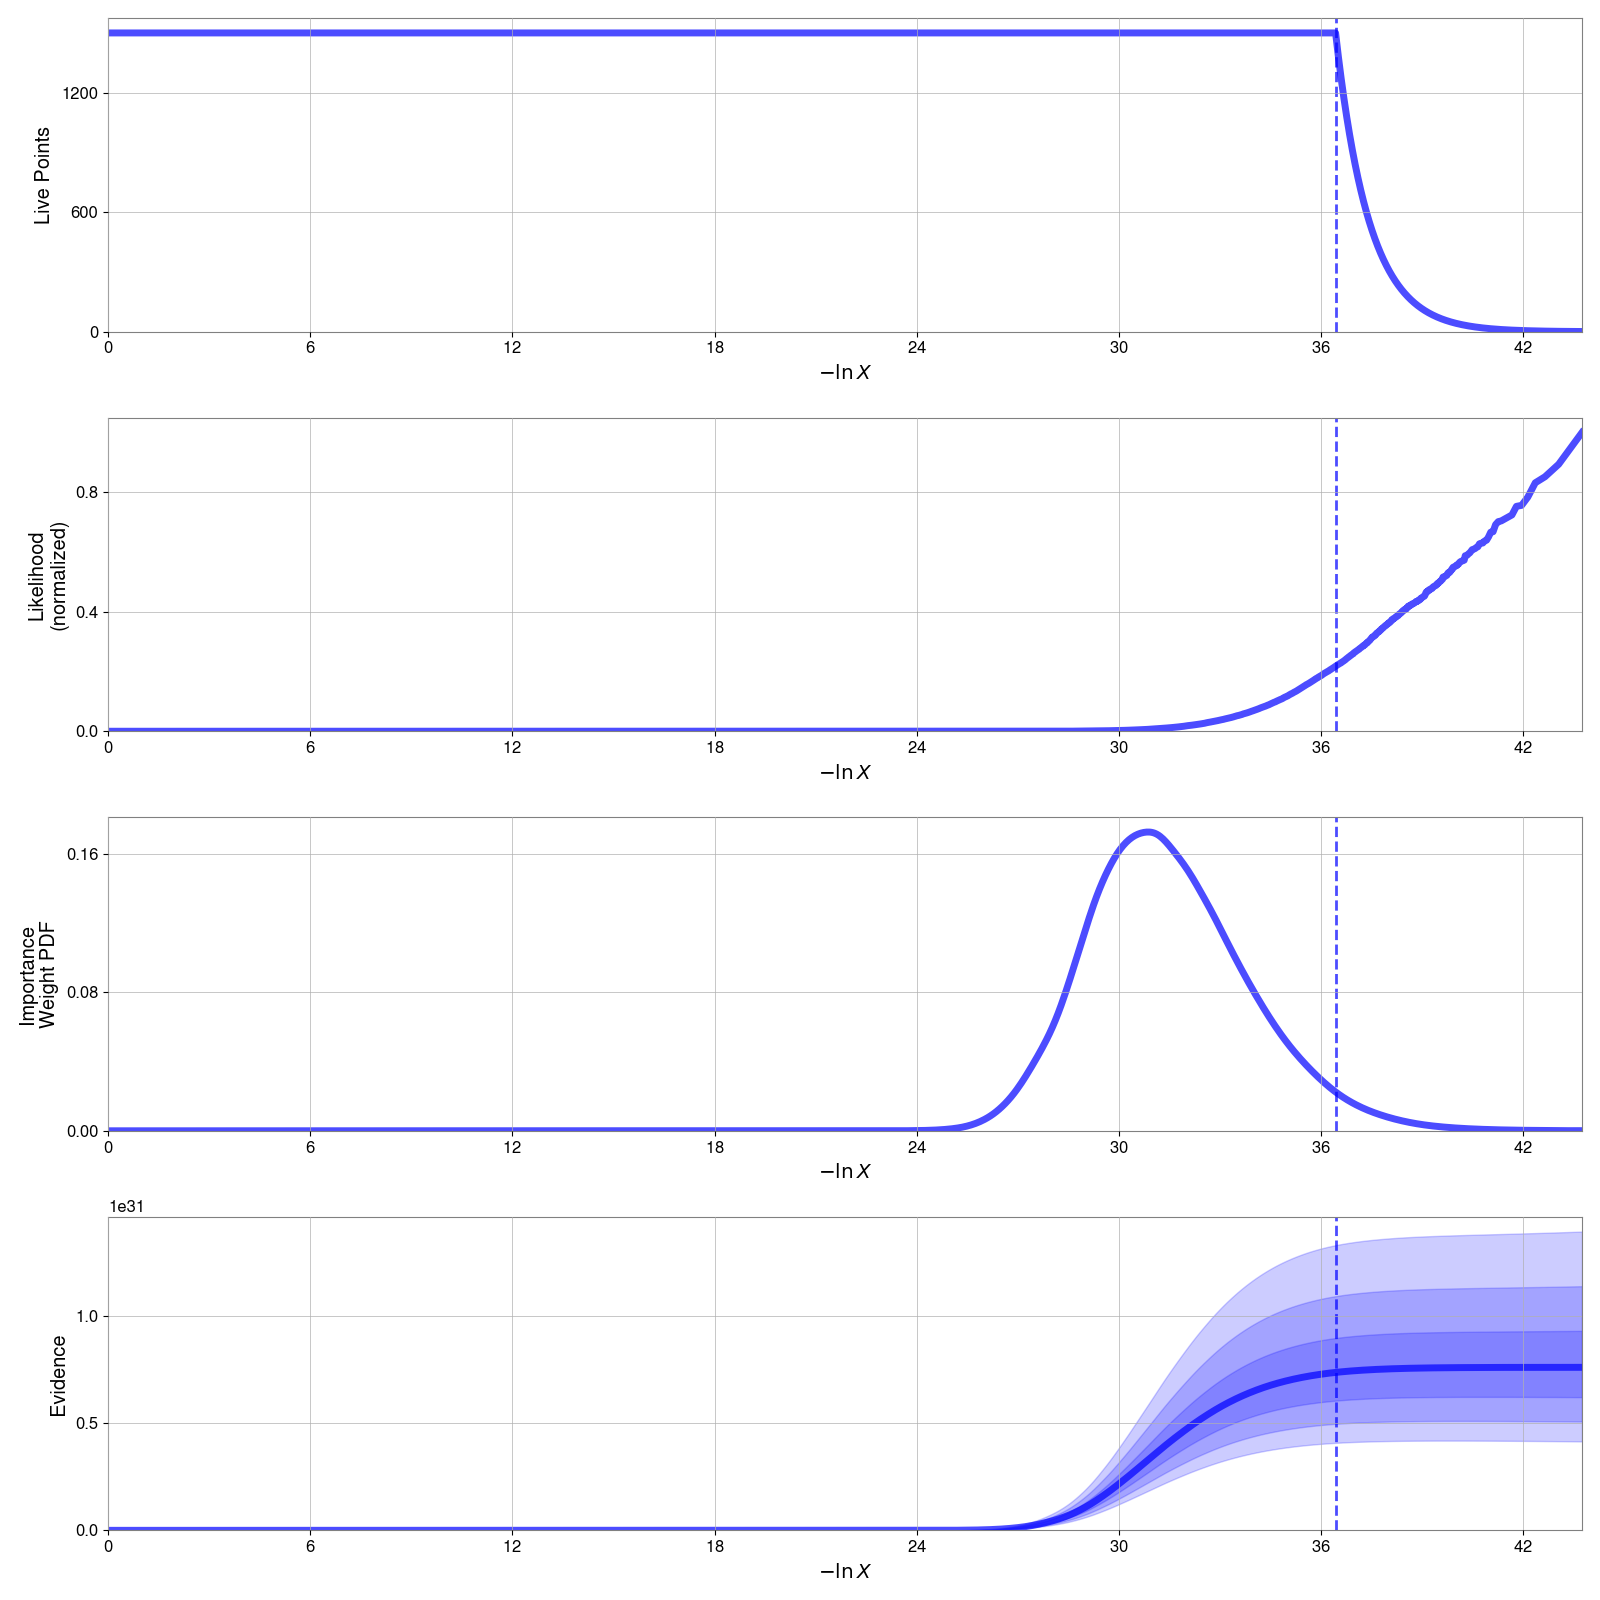 1200
600
0
Live Points
0 6 12 18 24 30 36 42
−ln X
0.8
0.4
0.0
Likelihood
(normalized)
0 6 12 18 24 30 36 42
−ln X
0.16
0.08
0.00
Importance
Weight PDF
0 6 12 18 24 30 36 42
−ln X
1e31
1.0
0.5
0.0
Evidence
0 6 12 18 24 30 36 42
−ln X